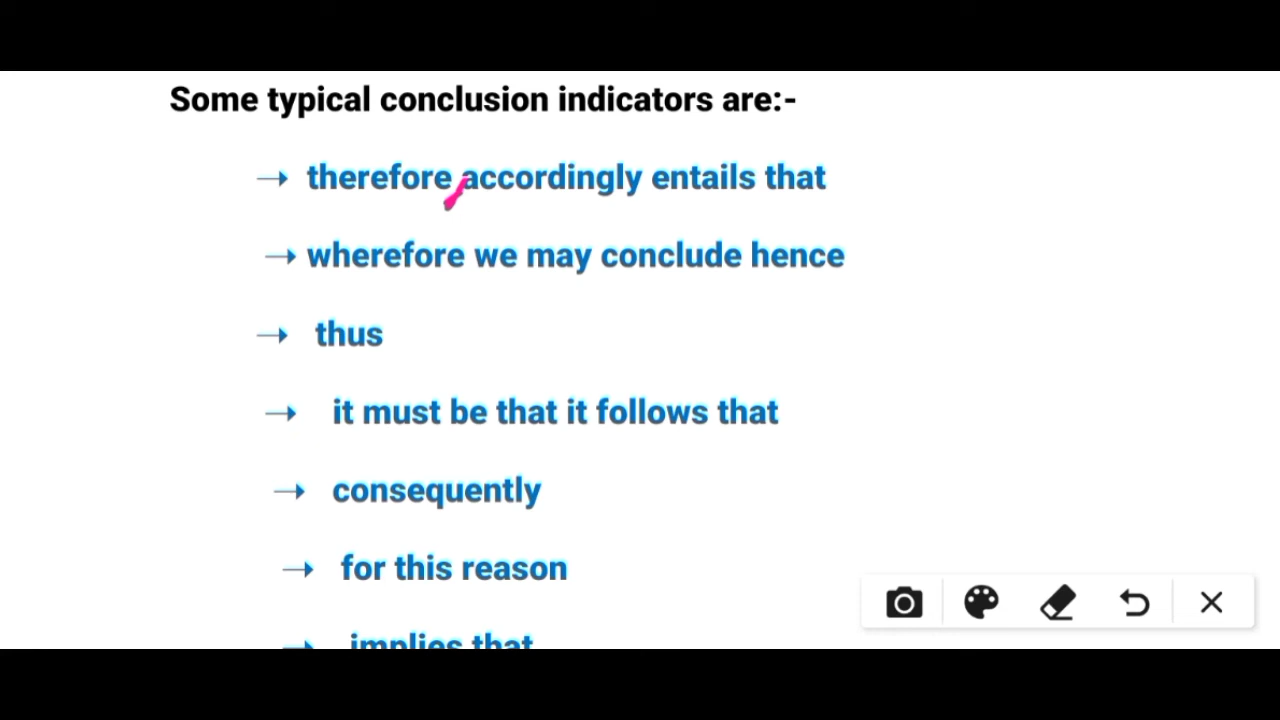 Some typical conclusion indicators are:-
→ therefore accordingly entails that
→ wherefore we may conclude hence
→ thus
→ it must be that it follows that
→ consequently
→ for this reason
→ implies that